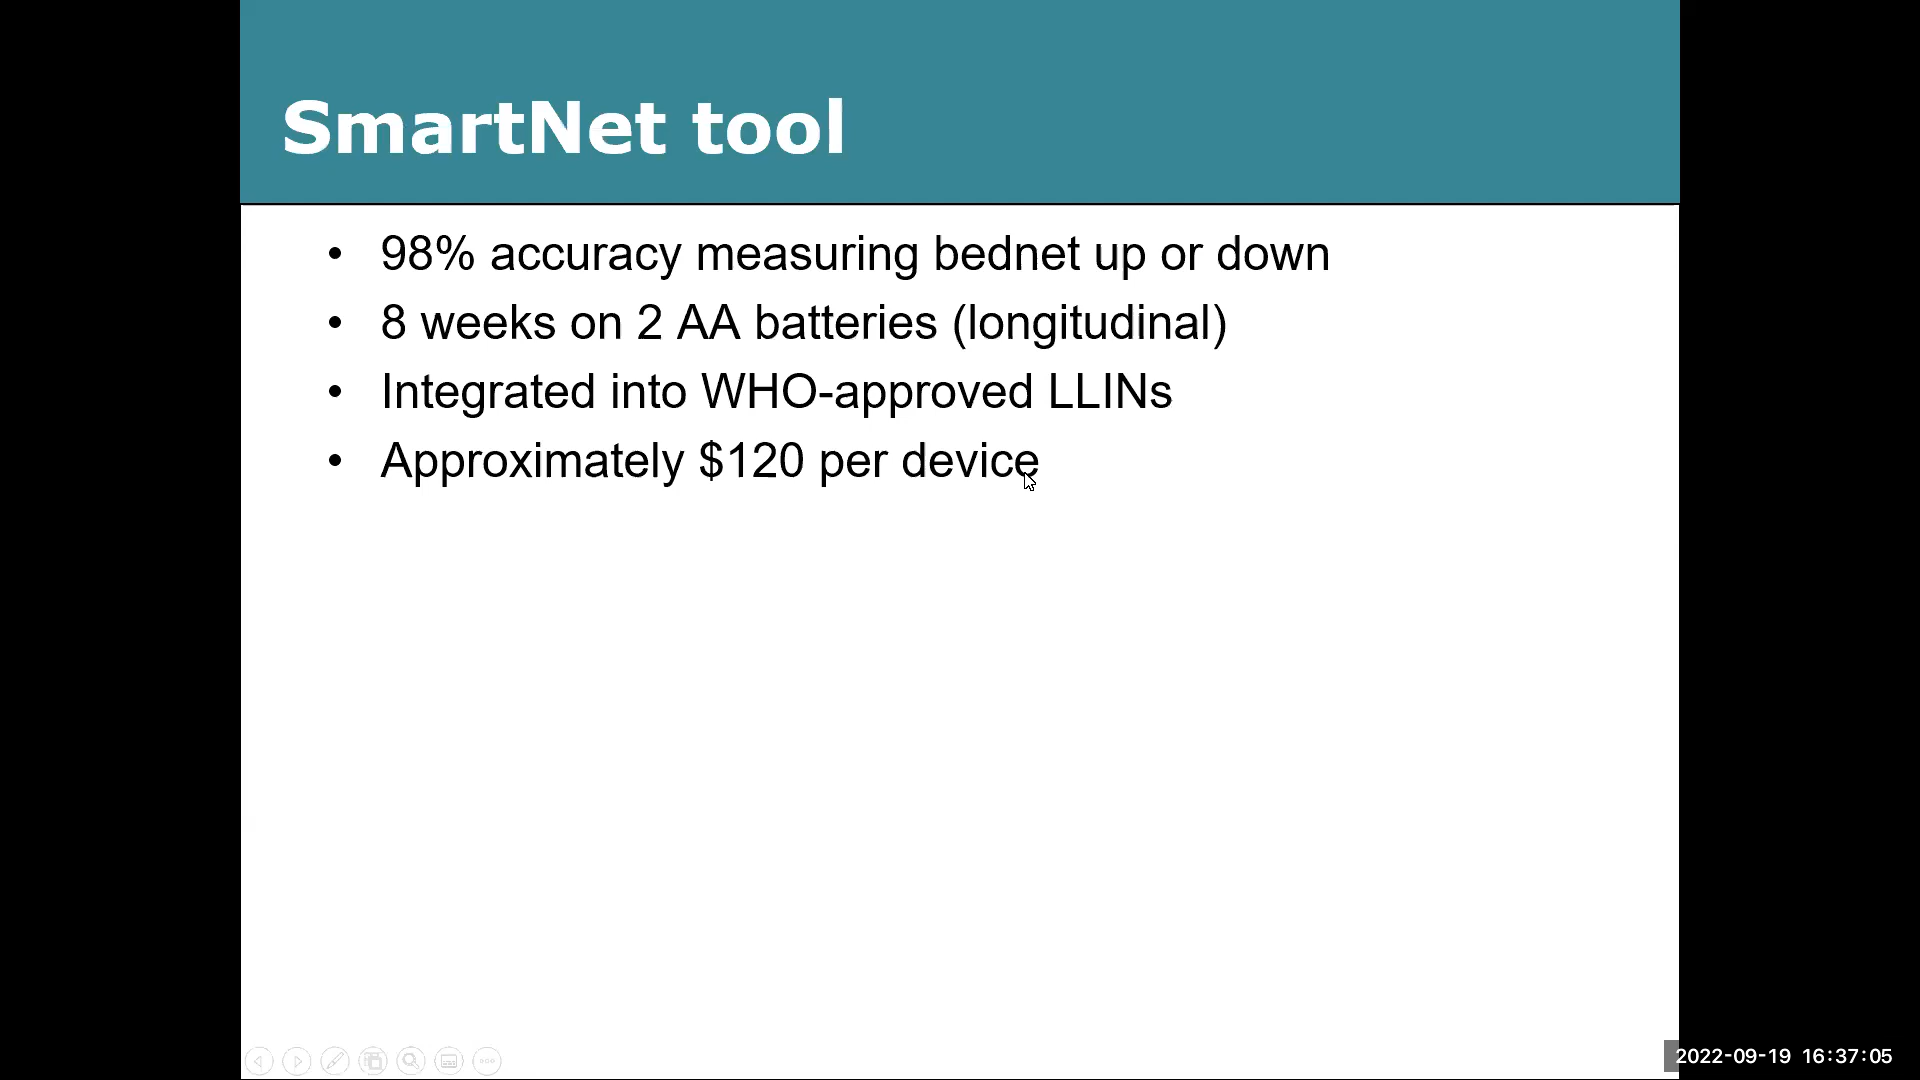 SmartNet tool
• 98% accuracy measuring bednet up or down
• 8 weeks on 2 AA batteries (longitudinal)
• Integrated into WHO-approved LLINs
• Approximately $120 per device
2022-09-19 16:37:05